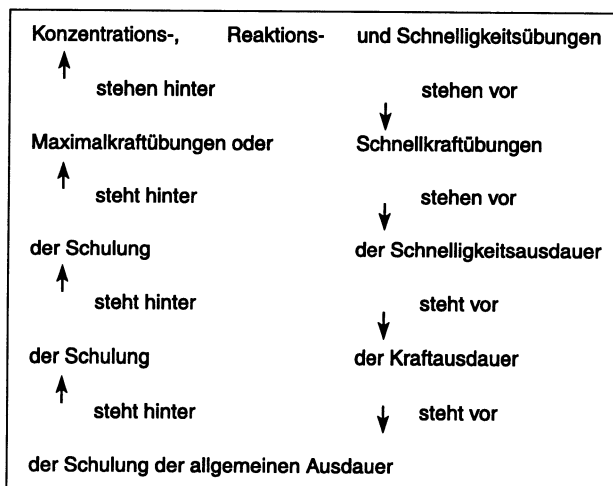 Konzentrations-, Reaktions- und Schnelligkeitsübungen
stehen hinter stehen vor
Maximalkraftübungen oder Schnellkraftübungen
steht hinter stehen vor
der Schulung der Schnelligkeitsausdauer
steht hinter steht vor
der Schulung der Kraftausdauer
steht hinter steht vor
der Schulung der allgemeinen Ausdauer